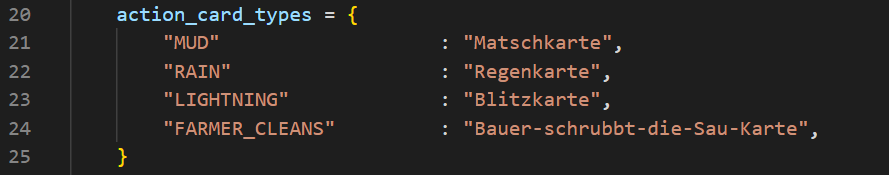 20 action_card_types = {
21 "MUD" : "Matschkarte",
22 "RAIN" : "Regenkarte",
23 "LIGHTNING" : "Blitzkarte",
24 "FARMER_CLEANS" : "Bauer-schrubbt-die-Sau-Karte",
25 }